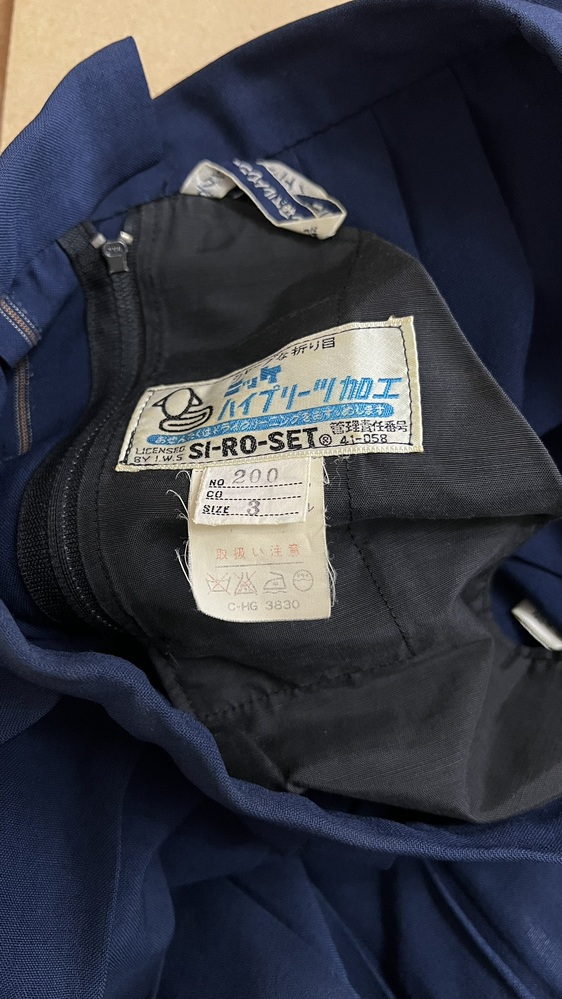 な折り目
ニッケ
ハイプリーツ加工
おせんたくはドライクリーニングをおすすめします
LICENSED BY I.W.S
SI-RO-SET®
管理責任番号
41-058
NO 200
CO
SIZE 3
取扱い注意
C-HG 3830